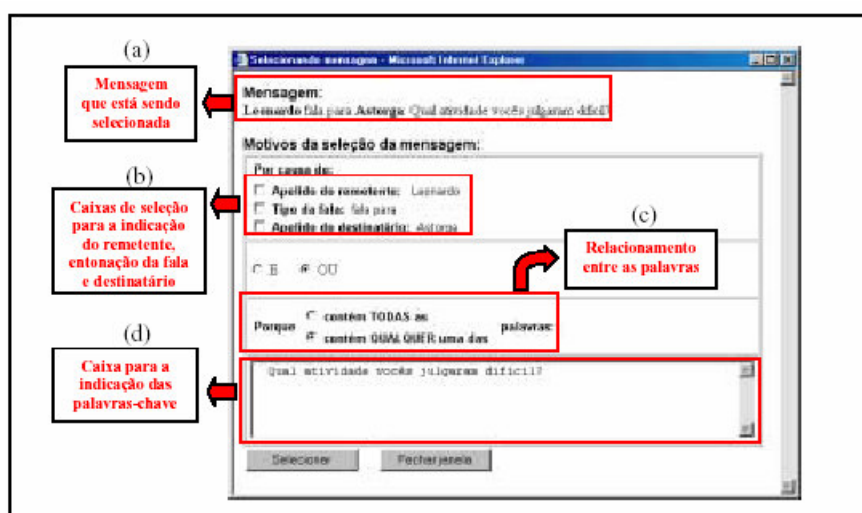 (a)
Mensagem
que está sendo
selecionada
Selecionando mensagem - Microsoft Internet Explorer
Mensagem:
Leonardo fala para Astorga: Qual atividade vocês julgaram difícil?
Motivos da seleção da mensagem:
Por causa de:
(b)
Caixas de seleção
para a indicação
do remetente,
entonação da fala
e destinatário
Apelido do remetente: Leonardo
Tipo da fala: fala para
Apelido do destinatário: Astorga
(c)
Relacionamento
entre as palavras
E OU
Porque
contém TODAS as
contém QUALQUER uma das
palavras:
(d)
Caixa para a
indicação das
palavras-chave
Qual atividade vocês julgaram difícil?
Selecionar Fechar janela